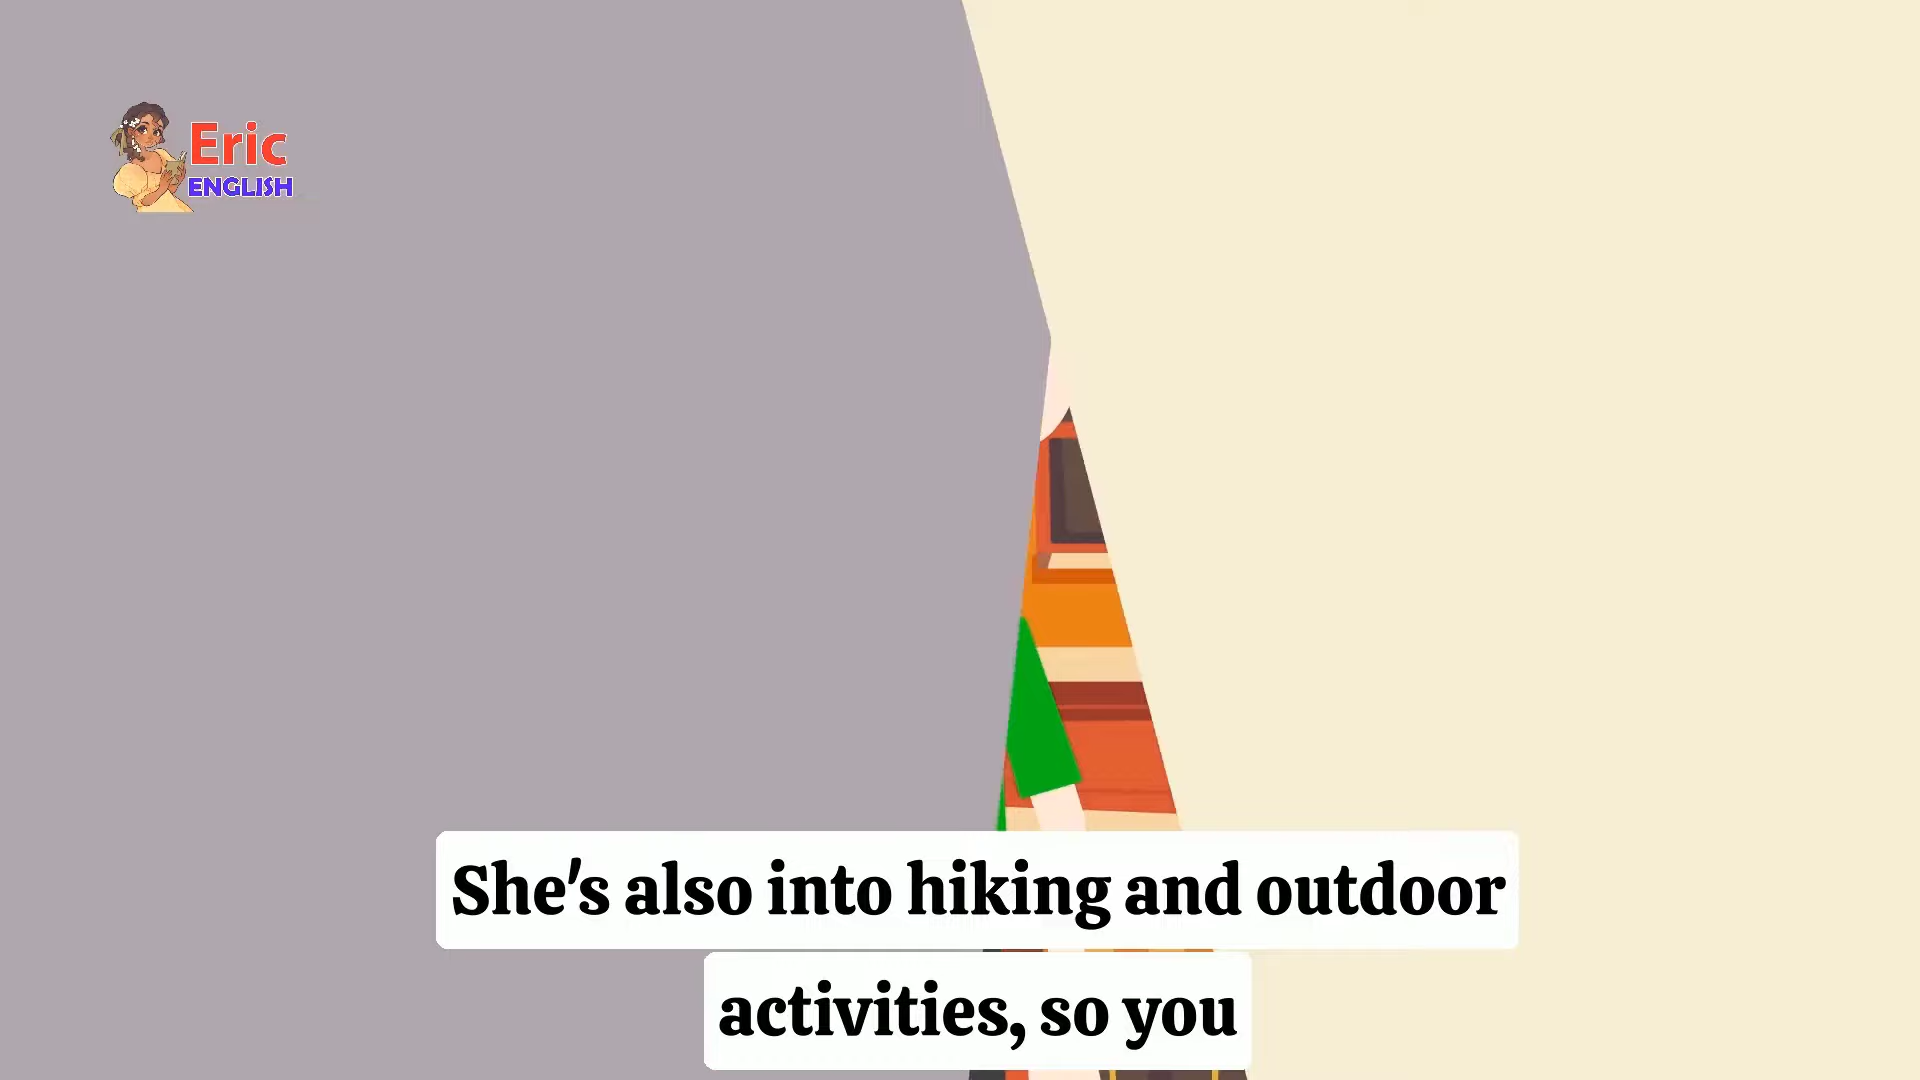 Eric
ENGLISH
She's also into hiking and outdoor
activities, so you